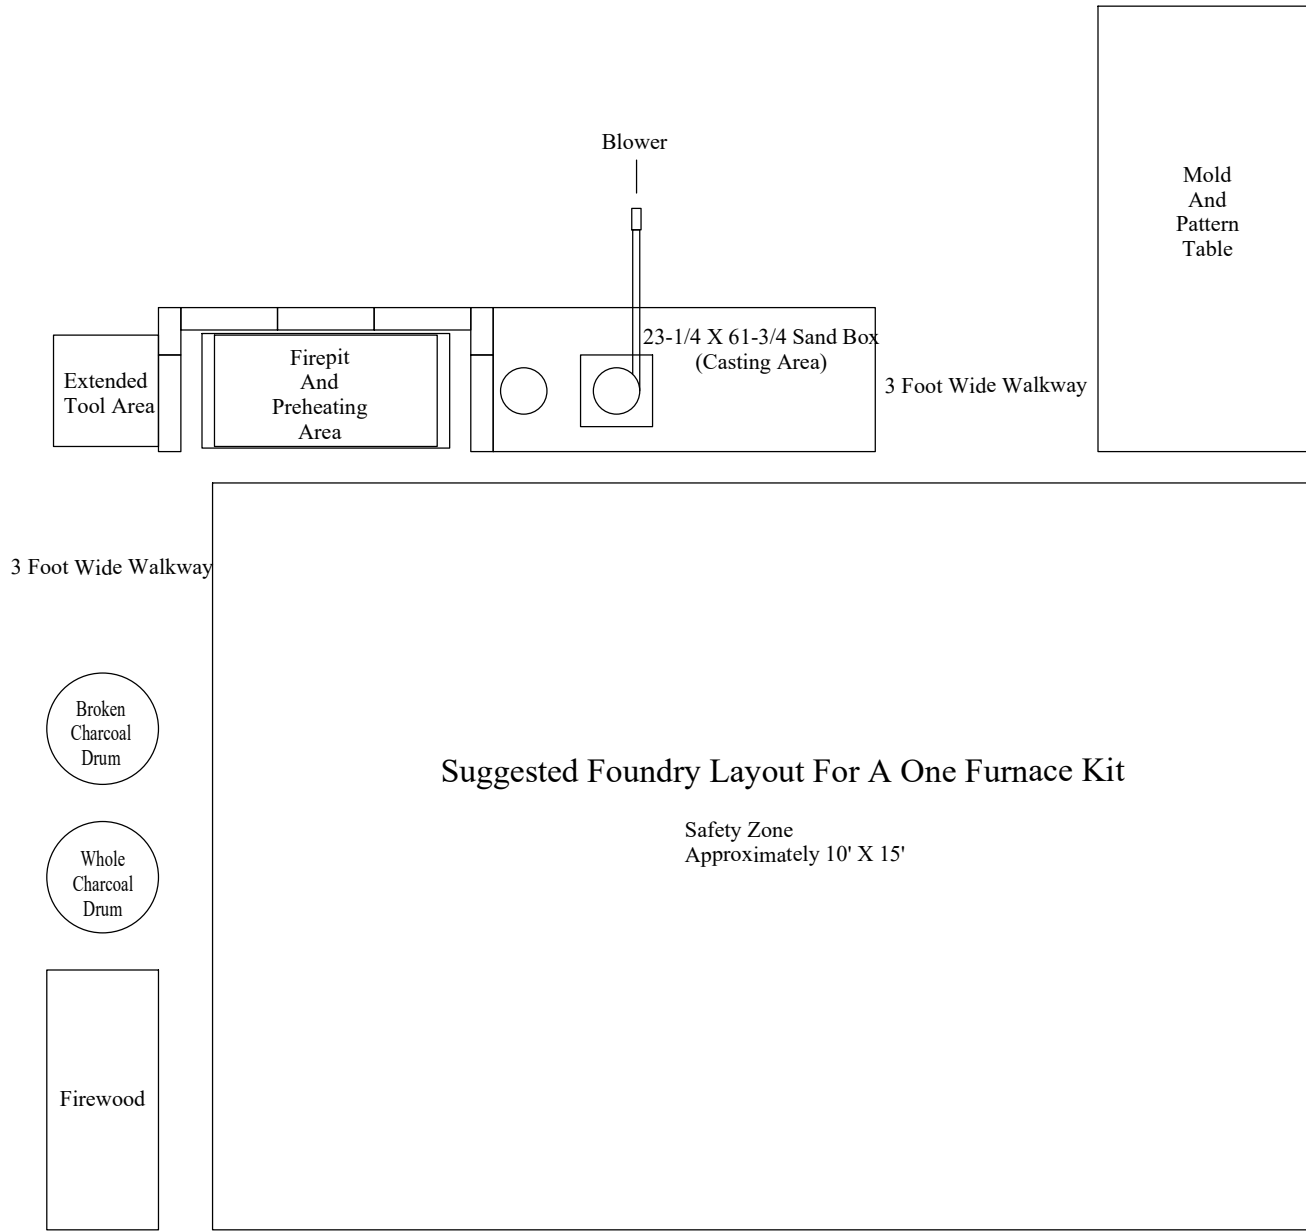 Blower
Mold
And
Pattern
Table
23-1/4 X 61-3/4 Sand Box
(Casting Area)
Firepit
And
Preheating
Area
Extended
Tool Area
3 Foot Wide Walkway
3 Foot Wide Walkway
Broken
Charcoal
Drum
Suggested Foundry Layout For A One Furnace Kit
Safety Zone
Approximately 10' X 15'
Whole
Charcoal
Drum
Firewood